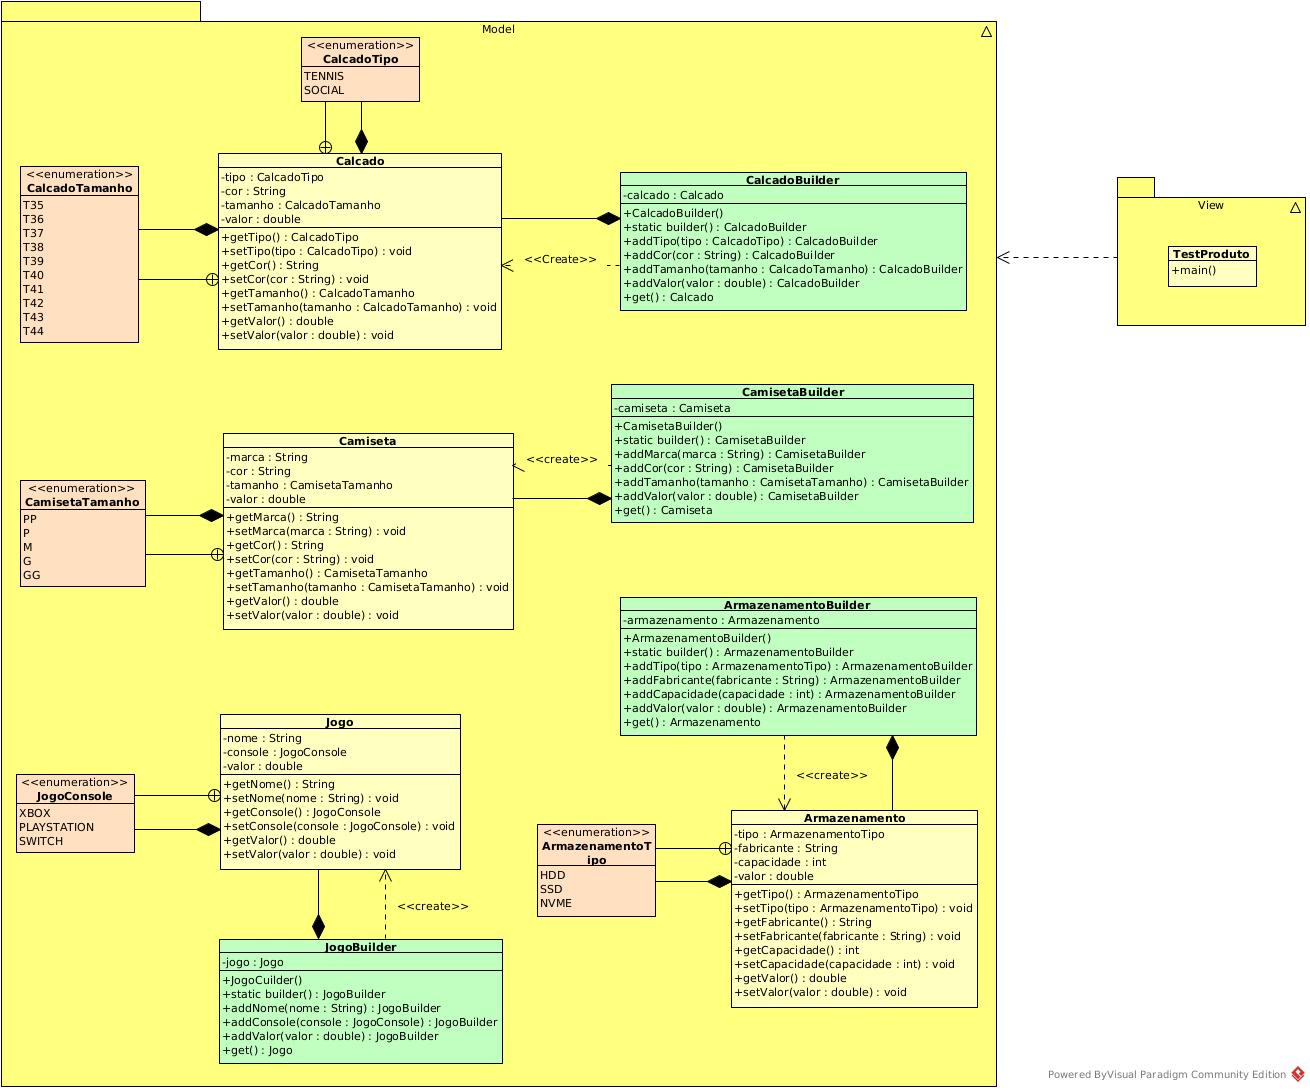 Model
<<enumeration>>
CalcadoTipo
TENNIS
SOCIAL
<<enumeration>>
CalcadoTamanho
T35
T36
T37
T38
T39
T40
T41
T42
T43
T44
Calcado
-tipo : CalcadoTipo
-cor : String
-tamanho : CalcadoTamanho
-valor : double
+getTipo() : CalcadoTipo
+setTipo(tipo : CalcadoTipo) : void
+getCor() : String
+setCor(cor : String) : void
+getTamanho() : CalcadoTamanho
+setTamanho(tamanho : CalcadoTamanho) : void
+getValor() : double
+setValor(valor : double) : void
<<Create>>
CalcadoBuilder
-calcado : Calcado
+CalcadoBuilder()
+static builder() : CalcadoBuilder
+addTipo(tipo : CalcadoTipo) : CalcadoBuilder
+addCor(cor : String) : CalcadoBuilder
+addTamanho(tamanho : CalcadoTamanho) : CalcadoBuilder
+addValor(valor : double) : CalcadoBuilder
+get() : Calcado
View
TestProduto
+main()
<<enumeration>>
CamisetaTamanho
PP
P
M
G
GG
Camiseta
-marca : String
-cor : String
-tamanho : CamisetaTamanho
-valor : double
+getMarca() : String
+setMarca(marca : String) : void
+getCor() : String
+setCor(cor : String) : void
+getTamanho() : CamisetaTamanho
+setTamanho(tamanho : CamisetaTamanho) : void
+getValor() : double
+setValor(valor : double) : void
<<create>>
CamisetaBuilder
-camiseta : Camiseta
+CamisetaBuilder()
+static builder() : CamisetaBuilder
+addMarca(marca : String) : CamisetaBuilder
+addCor(cor : String) : CamisetaBuilder
+addTamanho(tamanho : CamisetaTamanho) : CamisetaBuilder
+addValor(valor : double) : CamisetaBuilder
+get() : Camiseta
ArmazenamentoBuilder
-armazenamento : Armazenamento
+ArmazenamentoBuilder()
+static builder() : ArmazenamentoBuilder
+addTipo(tipo : ArmazenamentoTipo) : ArmazenamentoBuilder
+addFabricante(fabricante : String) : ArmazenamentoBuilder
+addCapacidade(capacidade : int) : ArmazenamentoBuilder
+addValor(valor : double) : ArmazenamentoBuilder
+get() : Armazenamento
<<create>>
<<enumeration>>
JogoConsole
XBOX
PLAYSTATION
SWITCH
Jogo
-nome : String
-console : JogoConsole
-valor : double
+getNome() : String
+setNome(nome : String) : void
+getConsole() : JogoConsole
+setConsole(console : JogoConsole) : void
+getValor() : double
+setValor(valor : double) : void
<<create>>
JogoBuilder
-jogo : Jogo
+JogoCuilder()
+static builder() : JogoBuilder
+addNome(nome : String) : JogoBuilder
+addConsole(console : JogoConsole) : JogoBuilder
+addValor(valor : double) : JogoBuilder
+get() : Jogo
<<enumeration>>
ArmazenamentoT
ipo
HDD
SSD
NVME
Armazenamento
-tipo : ArmazenamentoTipo
-fabricante : String
-capacidade : int
-valor : double
+getTipo() : ArmazenamentoTipo
+setTipo(tipo : ArmazenamentoTipo) : void
+getFabricante() : String
+setFabricante(fabricante : String) : void
+getCapacidade() : int
+setCapacidade(capacidade : int) : void
+getValor() : double
+setValor(valor : double) : void
Powered ByVisual Paradigm Community Edition